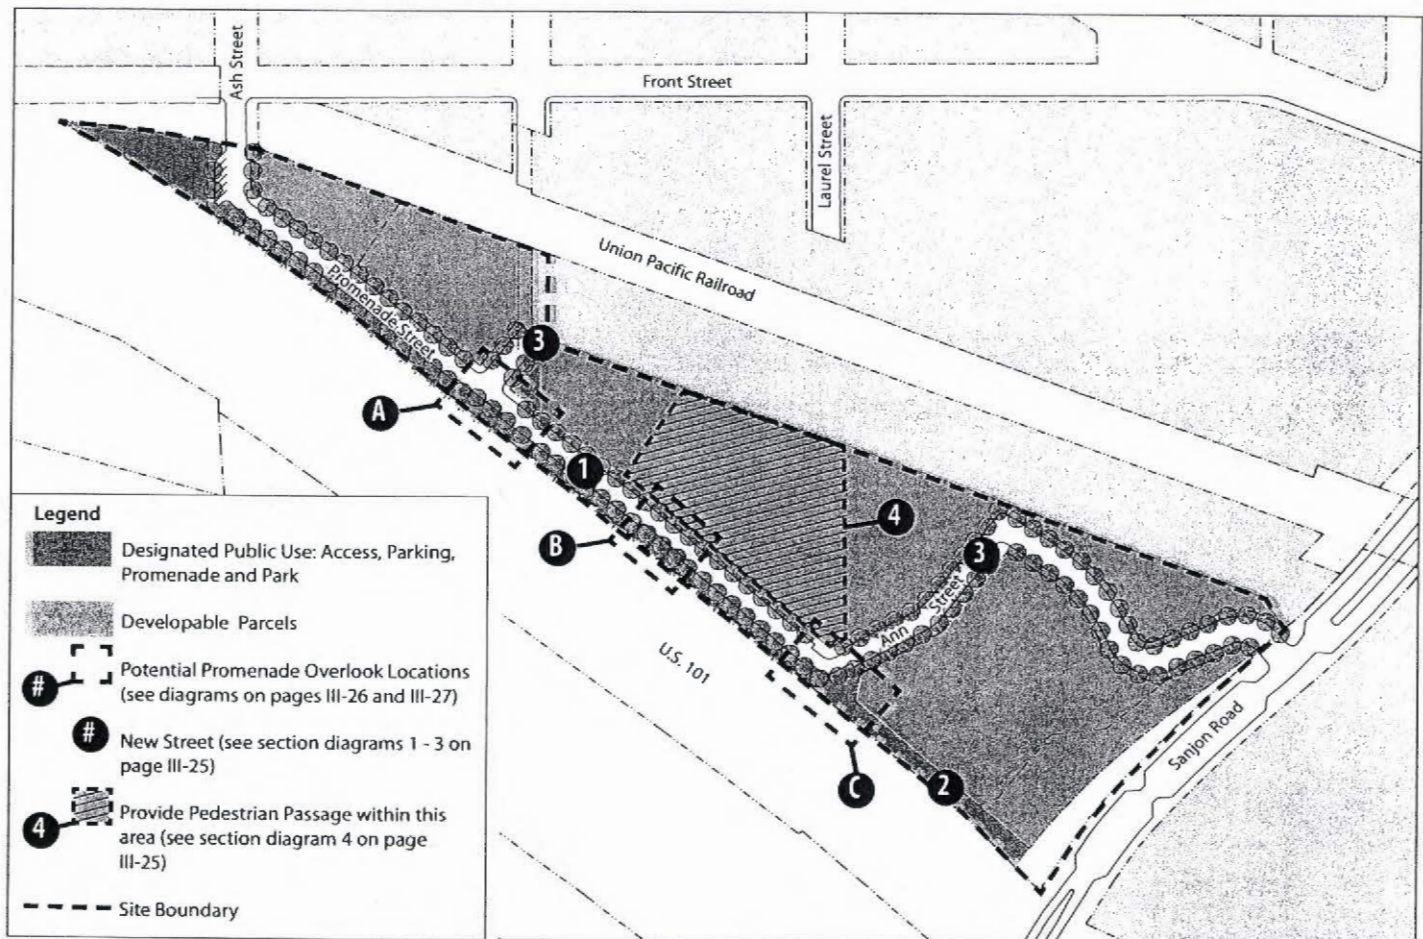 Ash Street
Front Street
Laurel Street
Union Pacific Railroad
Promenade Street
3
A
1
4
B
3
Ann Street
U.S. 101
Sanjon Road
C
2
Legend
Designated Public Use: Access, Parking,
Promenade and Park
Developable Parcels
# Potential Promenade Overlook Locations
(see diagrams on pages III-26 and III-27)
# New Street (see section diagrams 1 - 3 on
page III-25)
4 Provide Pedestrian Passage within this
area (see section diagram 4 on page
III-25)
Site Boundary